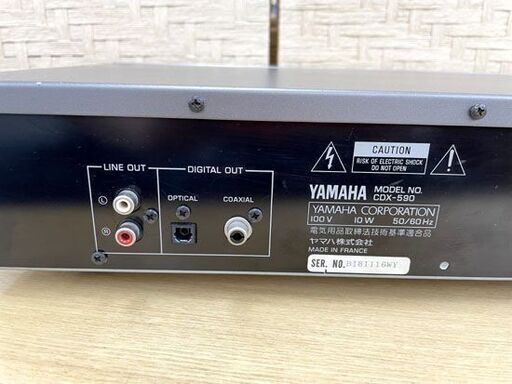 LINE OUT
DIGITAL OUT
L
R
OPTICAL
COAXIAL
CAUTION
RISK OF ELECTRIC SHOCK
DO NOT OPEN
YAMAHA MODEL NO.
CDX-590
YAMAHA CORPORATION
100V 10W 50/60Hz
電気用品取締法技術基準適合品
ヤマハ株式会社
MADE IN FRANCE
SER. NO. B181116WY